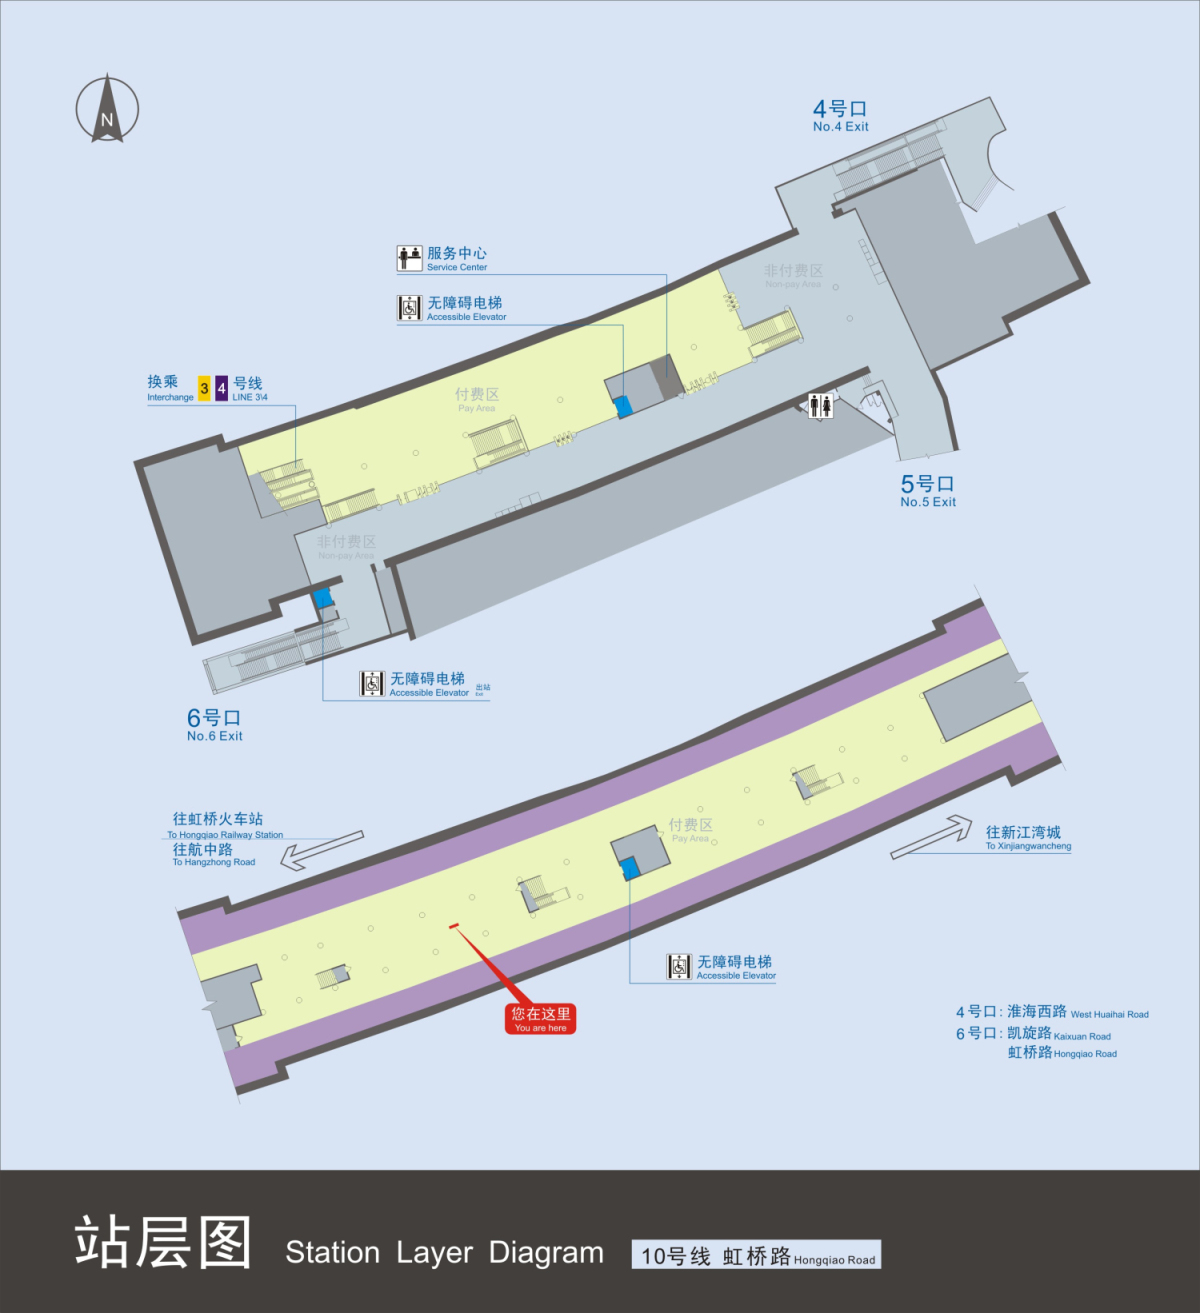 N
4号口
No.4 Exit
服务中心
Service Center
非付费区
Non-pay Area
无障碍电梯
Accessible Elevator
换乘 3 4 号线
Interchange LINE 3\4
付费区
Pay Area
5号口
No.5 Exit
非付费区
Non-pay Area
无障碍电梯 出站
Accessible Elevator Exit
6号口
No.6 Exit
往虹桥火车站
To Hongqiao Railway Station
往航中路
To Hangzhong Road
付费区
Pay Area
往新江湾城
To Xinjiangwancheng
无障碍电梯
Accessible Elevator
您在这里
You are here
4号口: 淮海西路 West Huaihai Road
6号口: 凯旋路 Kaixuan Road
虹桥路 Hongqiao Road
站层图 Station Layer Diagram 10号线 虹桥路 Hongqiao Road